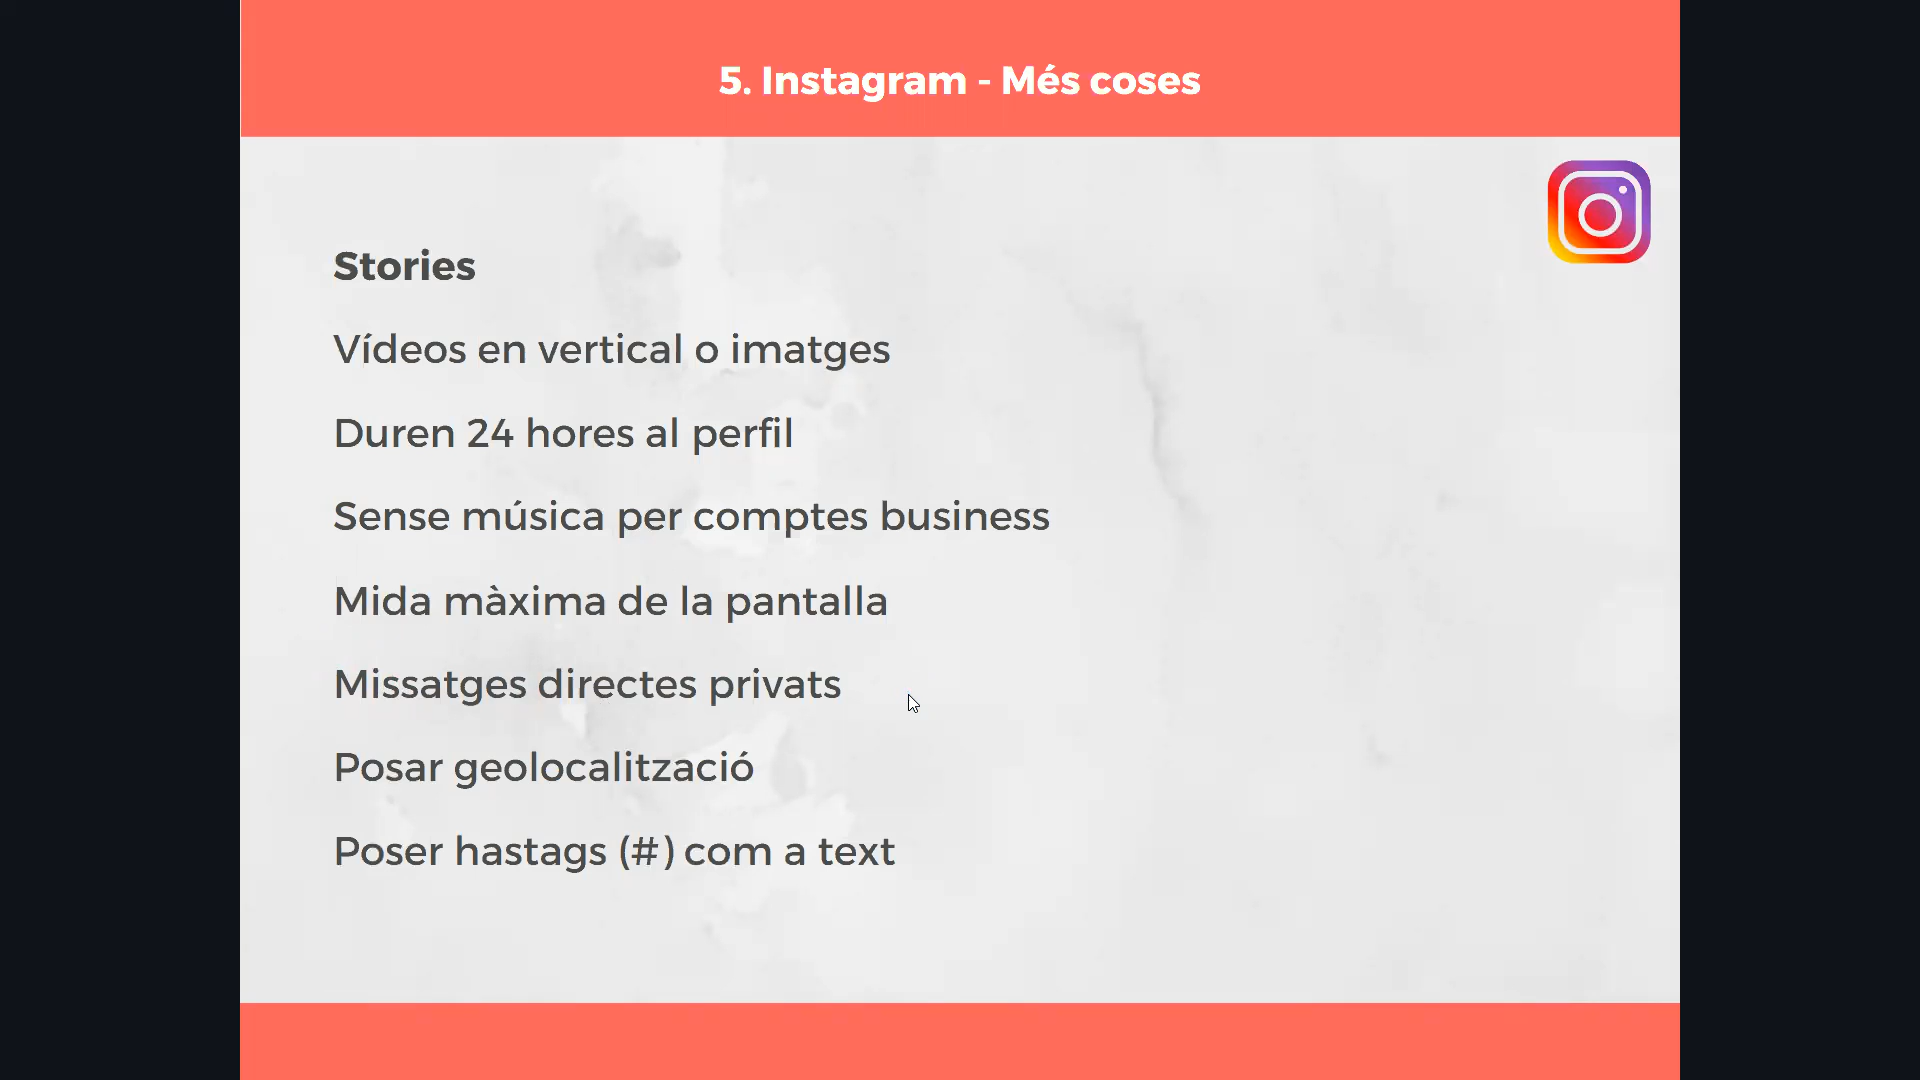 5. Instagram - Més coses
Stories
Vídeos en vertical o imatges
Duren 24 hores al perfil
Sense música per comptes business
Mida màxima de la pantalla
Missatges directes privats
Posar geolocalització
Poser hastags (#) com a text